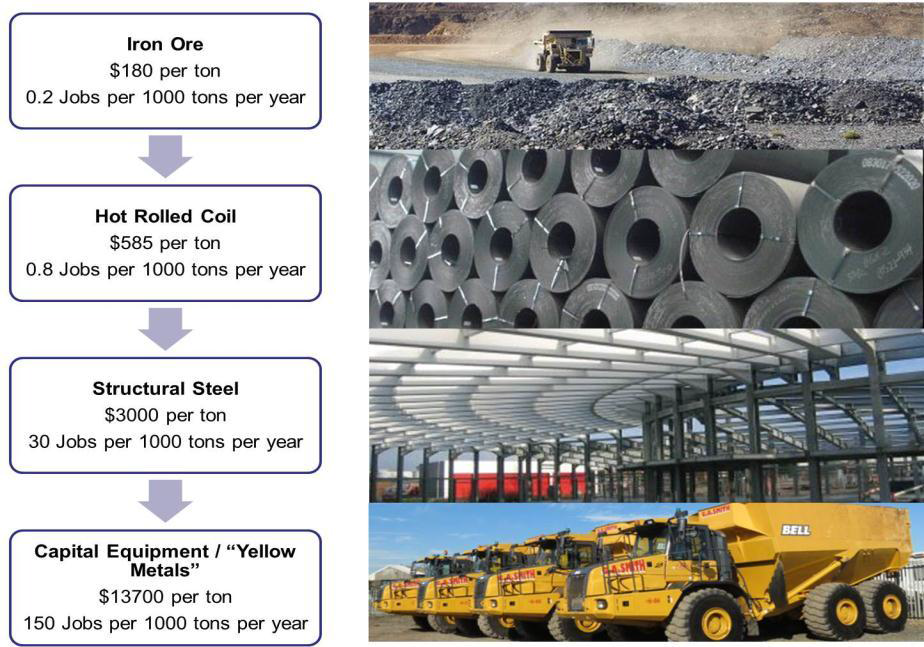 Iron Ore
$180 per ton
0.2 Jobs per 1000 tons per year
Hot Rolled Coil
$585 per ton
0.8 Jobs per 1000 tons per year
Structural Steel
$3000 per ton
30 Jobs per 1000 tons per year
Capital Equipment / “Yellow
Metals”
$13700 per ton
150 Jobs per 1000 tons per year
BELL